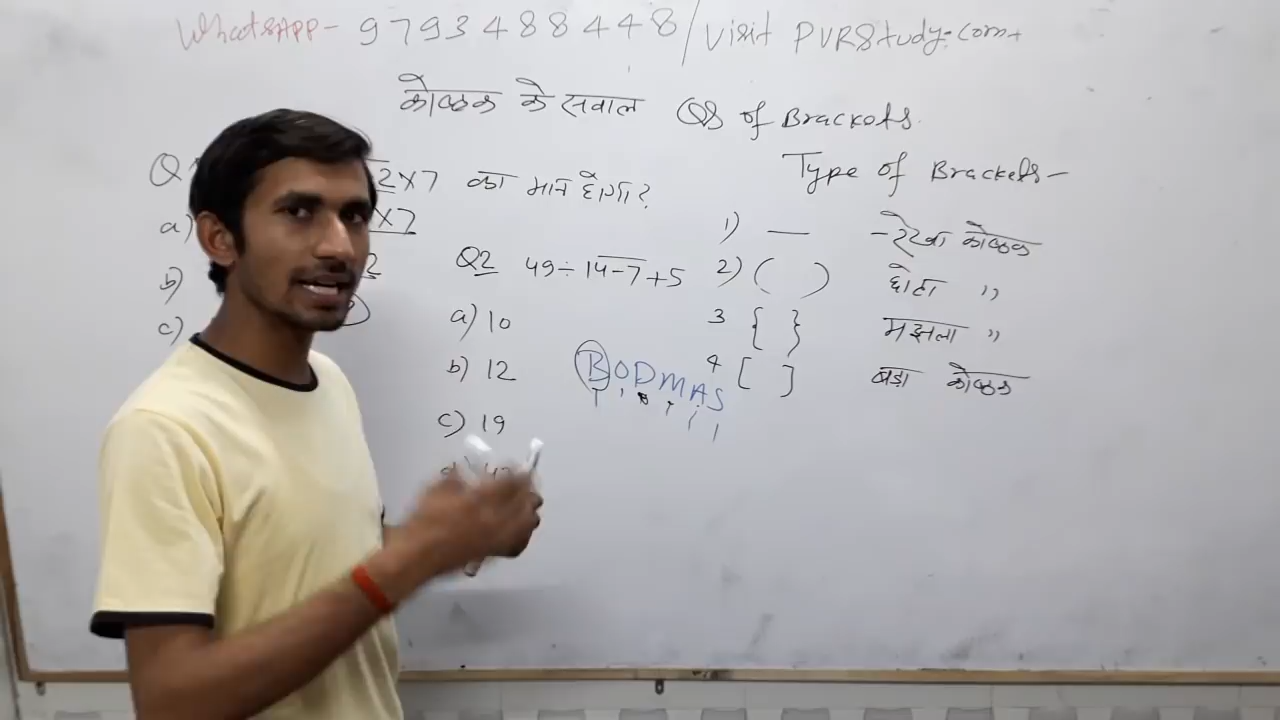 WhatsAPP- 9793488448/Visit PVRStudy.com
कोष्ठक के सवाल Qs of Brackets.
Q 2×7 का मान होगा?
a) ×7
b) 2
c)
Q2 49÷14-7+5
a) 10
b) 12
c) 19
BODMAS
Type of Brackets-
1) — -रेखा कोष्ठक
2) ( ) छोटा ,,
3 { } मझला ,,
4 [ ] बड़ा कोष्ठक